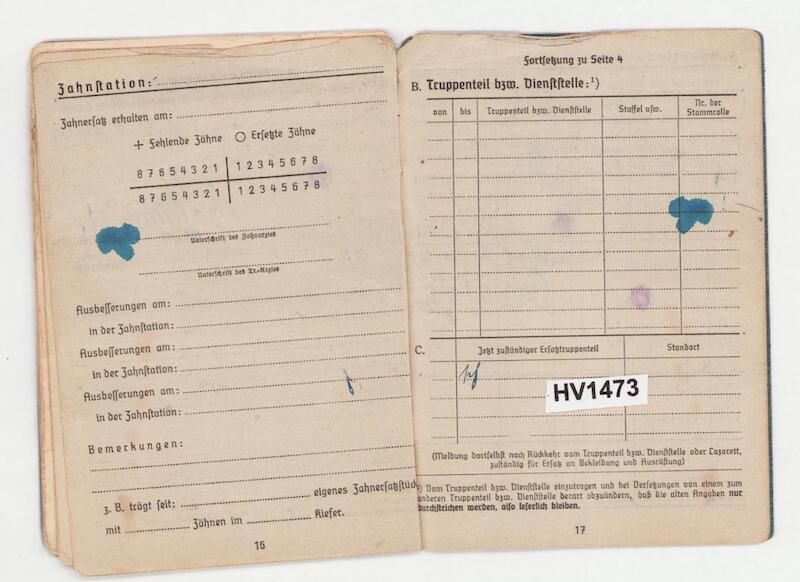 Zahnstation:
Zahnersatz erhalten am:
+ Fehlende Zähne ○ Ersetzte Zähne
8 7 6 5 4 3 2 1 | 1 2 3 4 5 6 7 8
8 7 6 5 4 3 2 1 | 1 2 3 4 5 6 7 8
Unterschrift des Zahnarztes
Unterschrift des Tr.-Arztes
Ausbesserungen am:
in der Zahnstation:
Ausbesserungen am:
in der Zahnstation:
Ausbesserungen am:
in der Zahnstation:
Bemerkungen:
z. B. trägt seit: eigenes Zahnersatzstück
mit Zähnen im Kiefer.
16
Fortsetzung zu Seite 4
B. Truppenteil bzw. Dienststelle:¹)
von bis Truppenteil bzw. Dienststelle Staffel usw. Nr. der Stammrolle
C. Jetzt zuständiger Ersatztruppenteil Standort
HV1473
(Meldung dortselbst nach Rückkehr vom Truppenteil bzw. Dienststelle oder Lazarett,
zuständig für Ersatz an Bekleidung und Ausrüstung)
¹) Vom Truppenteil bzw. Dienststelle einzutragen und bei Versetzungen von einem zum
anderen Truppenteil bzw. Dienststelle derart abzuändern, daß die alten Angaben nur
durchstrichen werden, also leserlich bleiben.
17